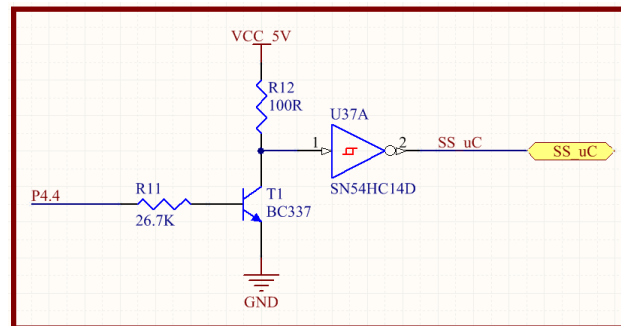 VCC_5V
R12
100R
U37A
1
2
SS_uC
SS_uC
SN54HC14D
P4.4
R11
26.7K
T1
BC337
GND